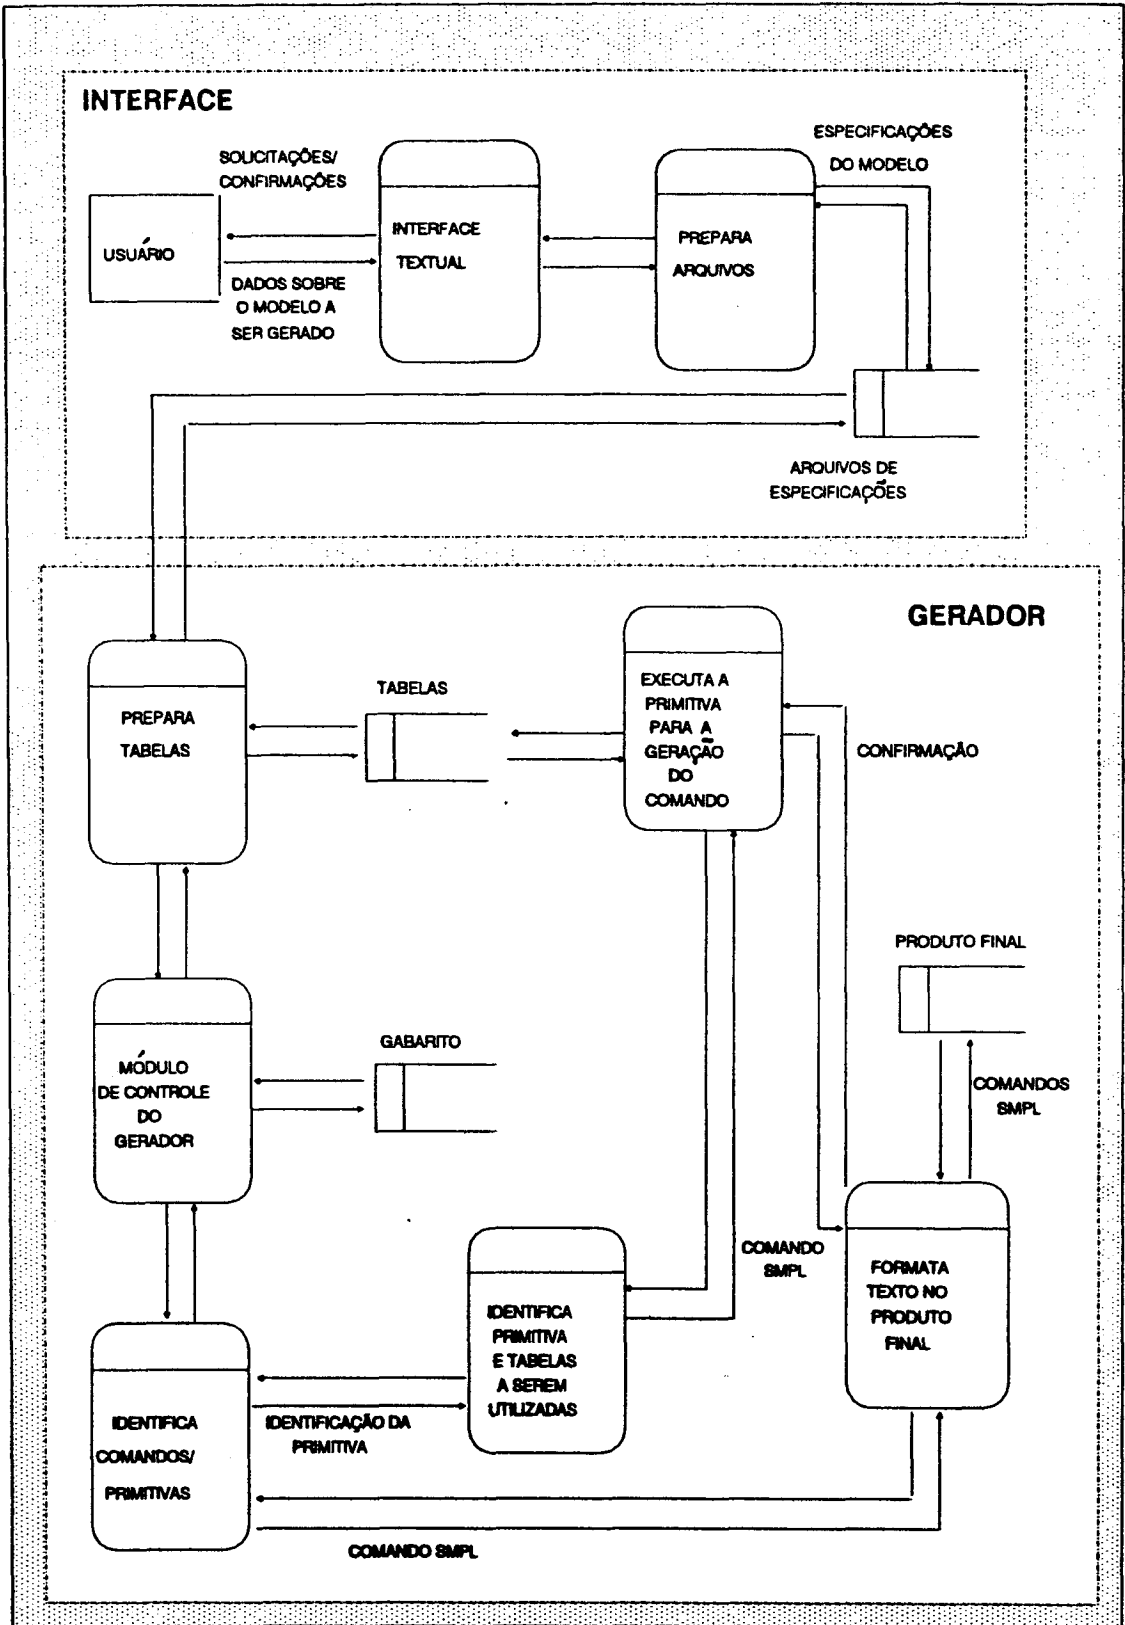 INTERFACE
SOLICITAÇÕES/
CONFIRMAÇÕES
USUÁRIO
DADOS SOBRE
O MODELO A
SER GERADO
INTERFACE
TEXTUAL
PREPARA
ARQUIVOS
ESPECIFICAÇÕES
DO MODELO
ARQUIVOS DE
ESPECIFICAÇÕES
GERADOR
PREPARA
TABELAS
TABELAS
EXECUTA A
PRIMITIVA
PARA A
GERAÇÃO
DO
COMANDO
CONFIRMAÇÃO
PRODUTO FINAL
COMANDOS
SMPL
MÓDULO
DE CONTROLE
DO
GERADOR
GABARITO
COMANDO
SMPL
FORMATA
TEXTO NO
PRODUTO
FINAL
IDENTIFICA
PRIMITIVA
E TABELAS
A SEREM
UTILIZADAS
IDENTIFICA
COMANDOS/
PRIMITIVAS
IDENTIFICAÇÃO DA
PRIMITIVA
COMANDO SMPL